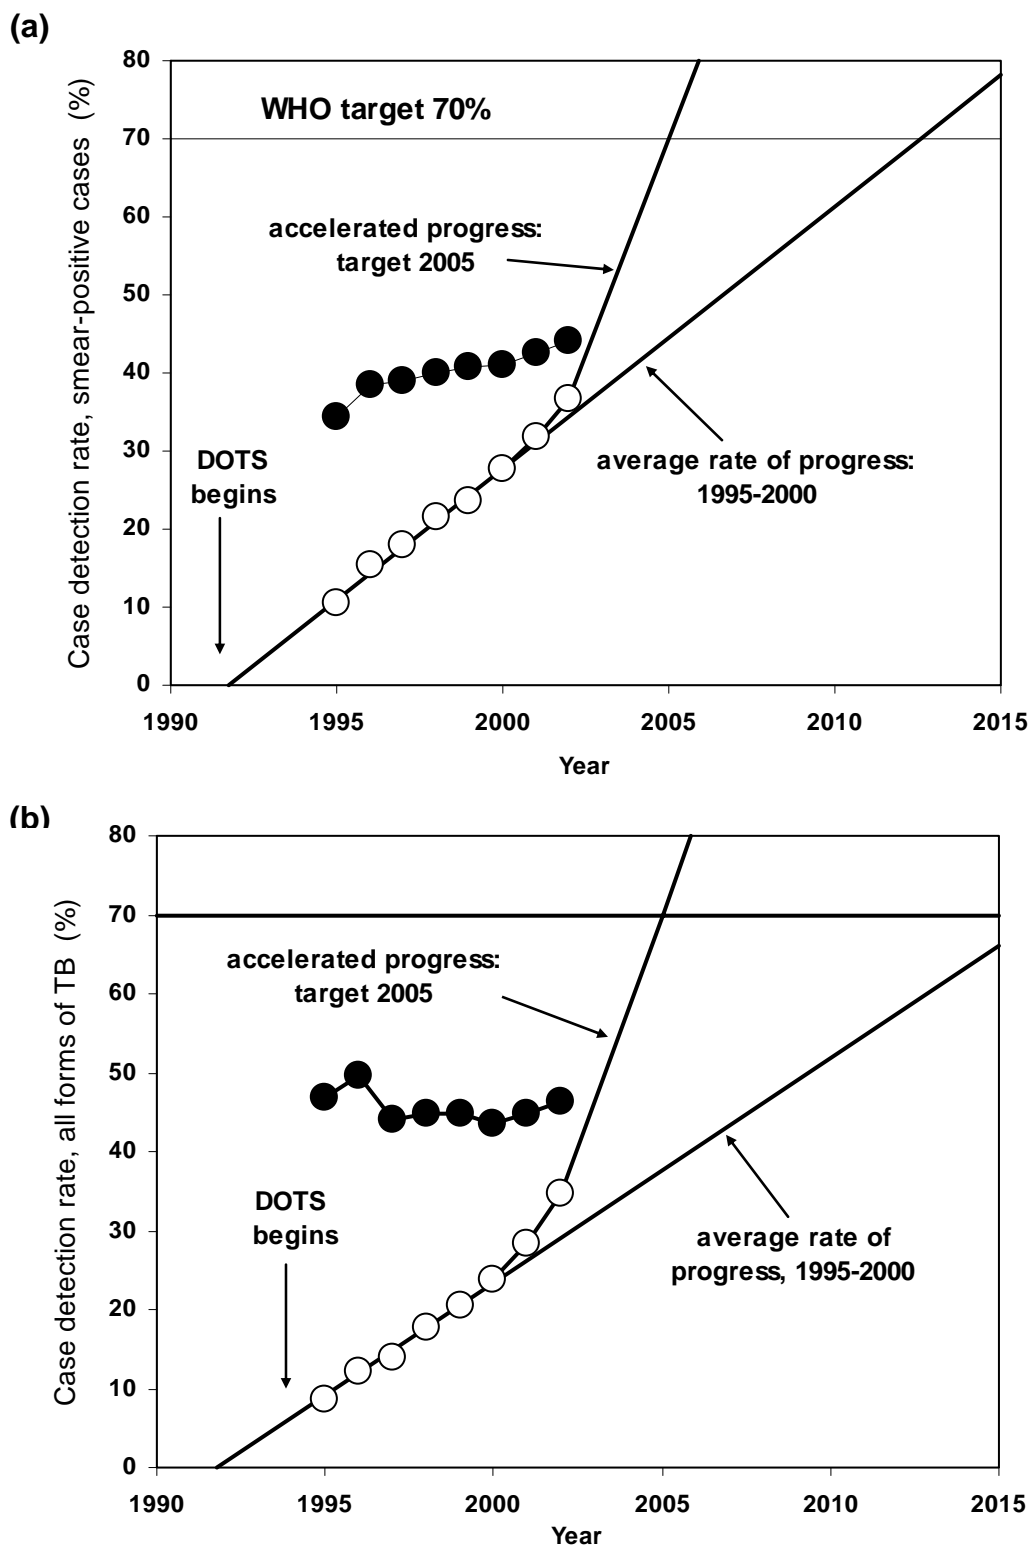 (a)
80
70
60
50
40
30
20
10
0
Case detection rate, smear-positive cases (%)
WHO target 70%
accelerated progress:
target 2005
DOTS
begins
average rate of progress:
1995-2000
1990 1995 2000 2005 2010 2015
Year
(b)
80
70
60
50
40
30
20
10
0
Case detection rate, all forms of TB (%)
accelerated progress:
target 2005
DOTS
begins
average rate of
progress, 1995-2000
1990 1995 2000 2005 2010 2015
Year